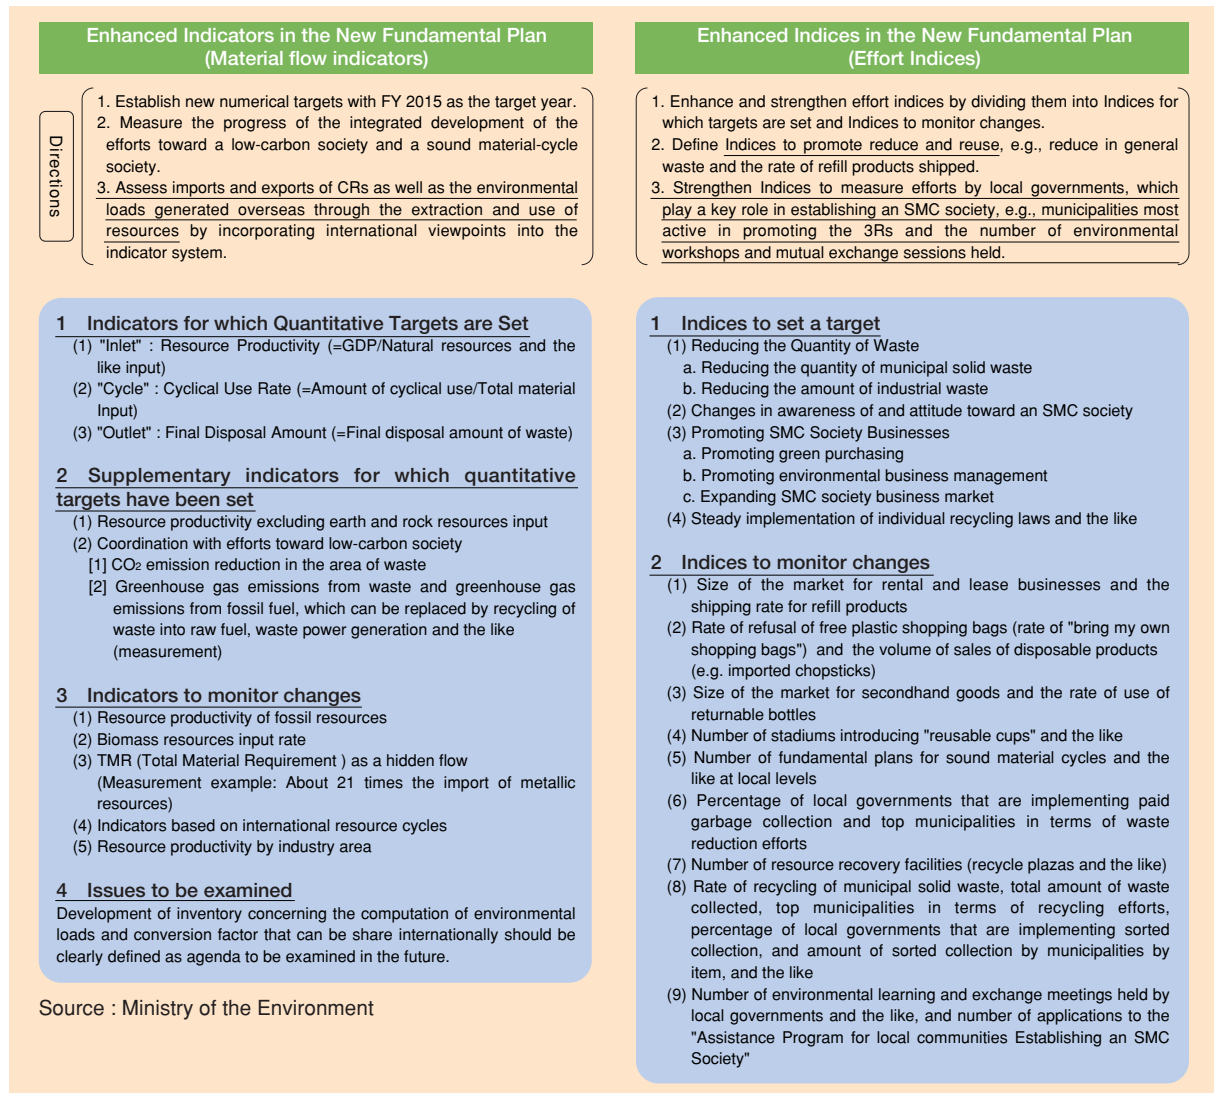 Enhanced Indicators in the New Fundamental Plan
(Material flow indicators)
Directions
1. Establish new numerical targets with FY 2015 as the target year.
2. Measure the progress of the integrated development of the
efforts toward a low-carbon society and a sound material-cycle
society.
3. Assess imports and exports of CRs as well as the environmental
loads generated overseas through the extraction and use of
resources by incorporating international viewpoints into the
indicator system.
1 Indicators for which Quantitative Targets are Set
(1) "Inlet" : Resource Productivity (=GDP/Natural resources and the
like input)
(2) "Cycle" : Cyclical Use Rate (=Amount of cyclical use/Total material
Input)
(3) "Outlet" : Final Disposal Amount (=Final disposal amount of waste)
2 Supplementary indicators for which quantitative
targets have been set
(1) Resource productivity excluding earth and rock resources input
(2) Coordination with efforts toward low-carbon society
[1] CO2 emission reduction in the area of waste
[2] Greenhouse gas emissions from waste and greenhouse gas
emissions from fossil fuel, which can be replaced by recycling of
waste into raw fuel, waste power generation and the like
(measurement)
3 Indicators to monitor changes
(1) Resource productivity of fossil resources
(2) Biomass resources input rate
(3) TMR (Total Material Requirement ) as a hidden flow
(Measurement example: About 21 times the import of metallic
resources)
(4) Indicators based on international resource cycles
(5) Resource productivity by industry area
4 Issues to be examined
Development of inventory concerning the computation of environmental
loads and conversion factor that can be share internationally should be
clearly defined as agenda to be examined in the future.
Source : Ministry of the Environment
Enhanced Indices in the New Fundamental Plan
(Effort Indices)
1. Enhance and strengthen effort indices by dividing them into Indices for
which targets are set and Indices to monitor changes.
2. Define Indices to promote reduce and reuse, e.g., reduce in general
waste and the rate of refill products shipped.
3. Strengthen Indices to measure efforts by local governments, which
play a key role in establishing an SMC society, e.g., municipalities most
active in promoting the 3Rs and the number of environmental
workshops and mutual exchange sessions held.
1 Indices to set a target
(1) Reducing the Quantity of Waste
a. Reducing the quantity of municipal solid waste
b. Reducing the amount of industrial waste
(2) Changes in awareness of and attitude toward an SMC society
(3) Promoting SMC Society Businesses
a. Promoting green purchasing
b. Promoting environmental business management
c. Expanding SMC society business market
(4) Steady implementation of individual recycling laws and the like
2 Indices to monitor changes
(1) Size of the market for rental and lease businesses and the
shipping rate for refill products
(2) Rate of refusal of free plastic shopping bags (rate of "bring my own
shopping bags") and the volume of sales of disposable products
(e.g. imported chopsticks)
(3) Size of the market for secondhand goods and the rate of use of
returnable bottles
(4) Number of stadiums introducing "reusable cups" and the like
(5) Number of fundamental plans for sound material cycles and the
like at local levels
(6) Percentage of local governments that are implementing paid
garbage collection and top municipalities in terms of waste
reduction efforts
(7) Number of resource recovery facilities (recycle plazas and the like)
(8) Rate of recycling of municipal solid waste, total amount of waste
collected, top municipalities in terms of recycling efforts,
percentage of local governments that are implementing sorted
collection, and amount of sorted collection by municipalities by
item, and the like
(9) Number of environmental learning and exchange meetings held by
local governments and the like, and number of applications to the
"Assistance Program for local communities Establishing an SMC
Society"